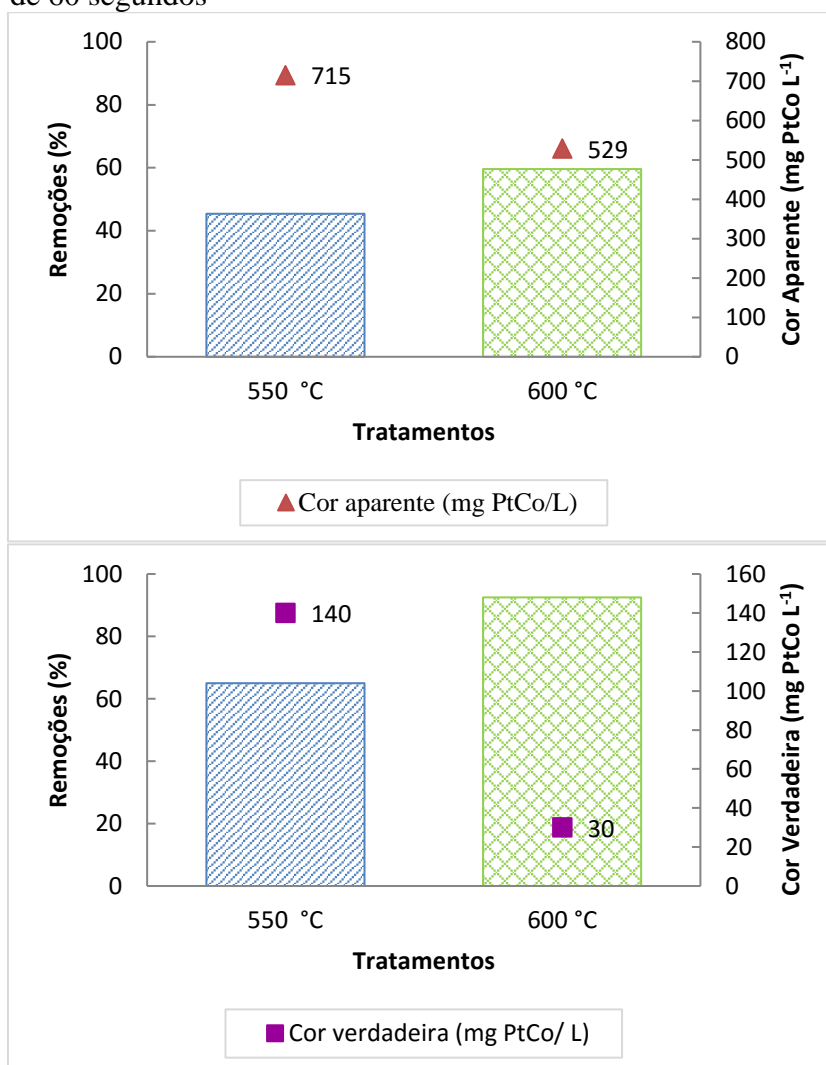 de 60 segundos
100
80
60
40
20
0
Remoções (%)
715
529
800
700
600
500
400
300
200
100
0
Cor Aparente (mg PtCo L-1)
550 °C
600 °C
Tratamentos
Cor aparente (mg PtCo/L)
100
80
60
40
20
0
Remoções (%)
140
30
160
140
120
100
80
60
40
20
0
Cor Verdadeira (mg PtCo L-1)
550 °C
600 °C
Tratamentos
Cor verdadeira (mg PtCo/ L)